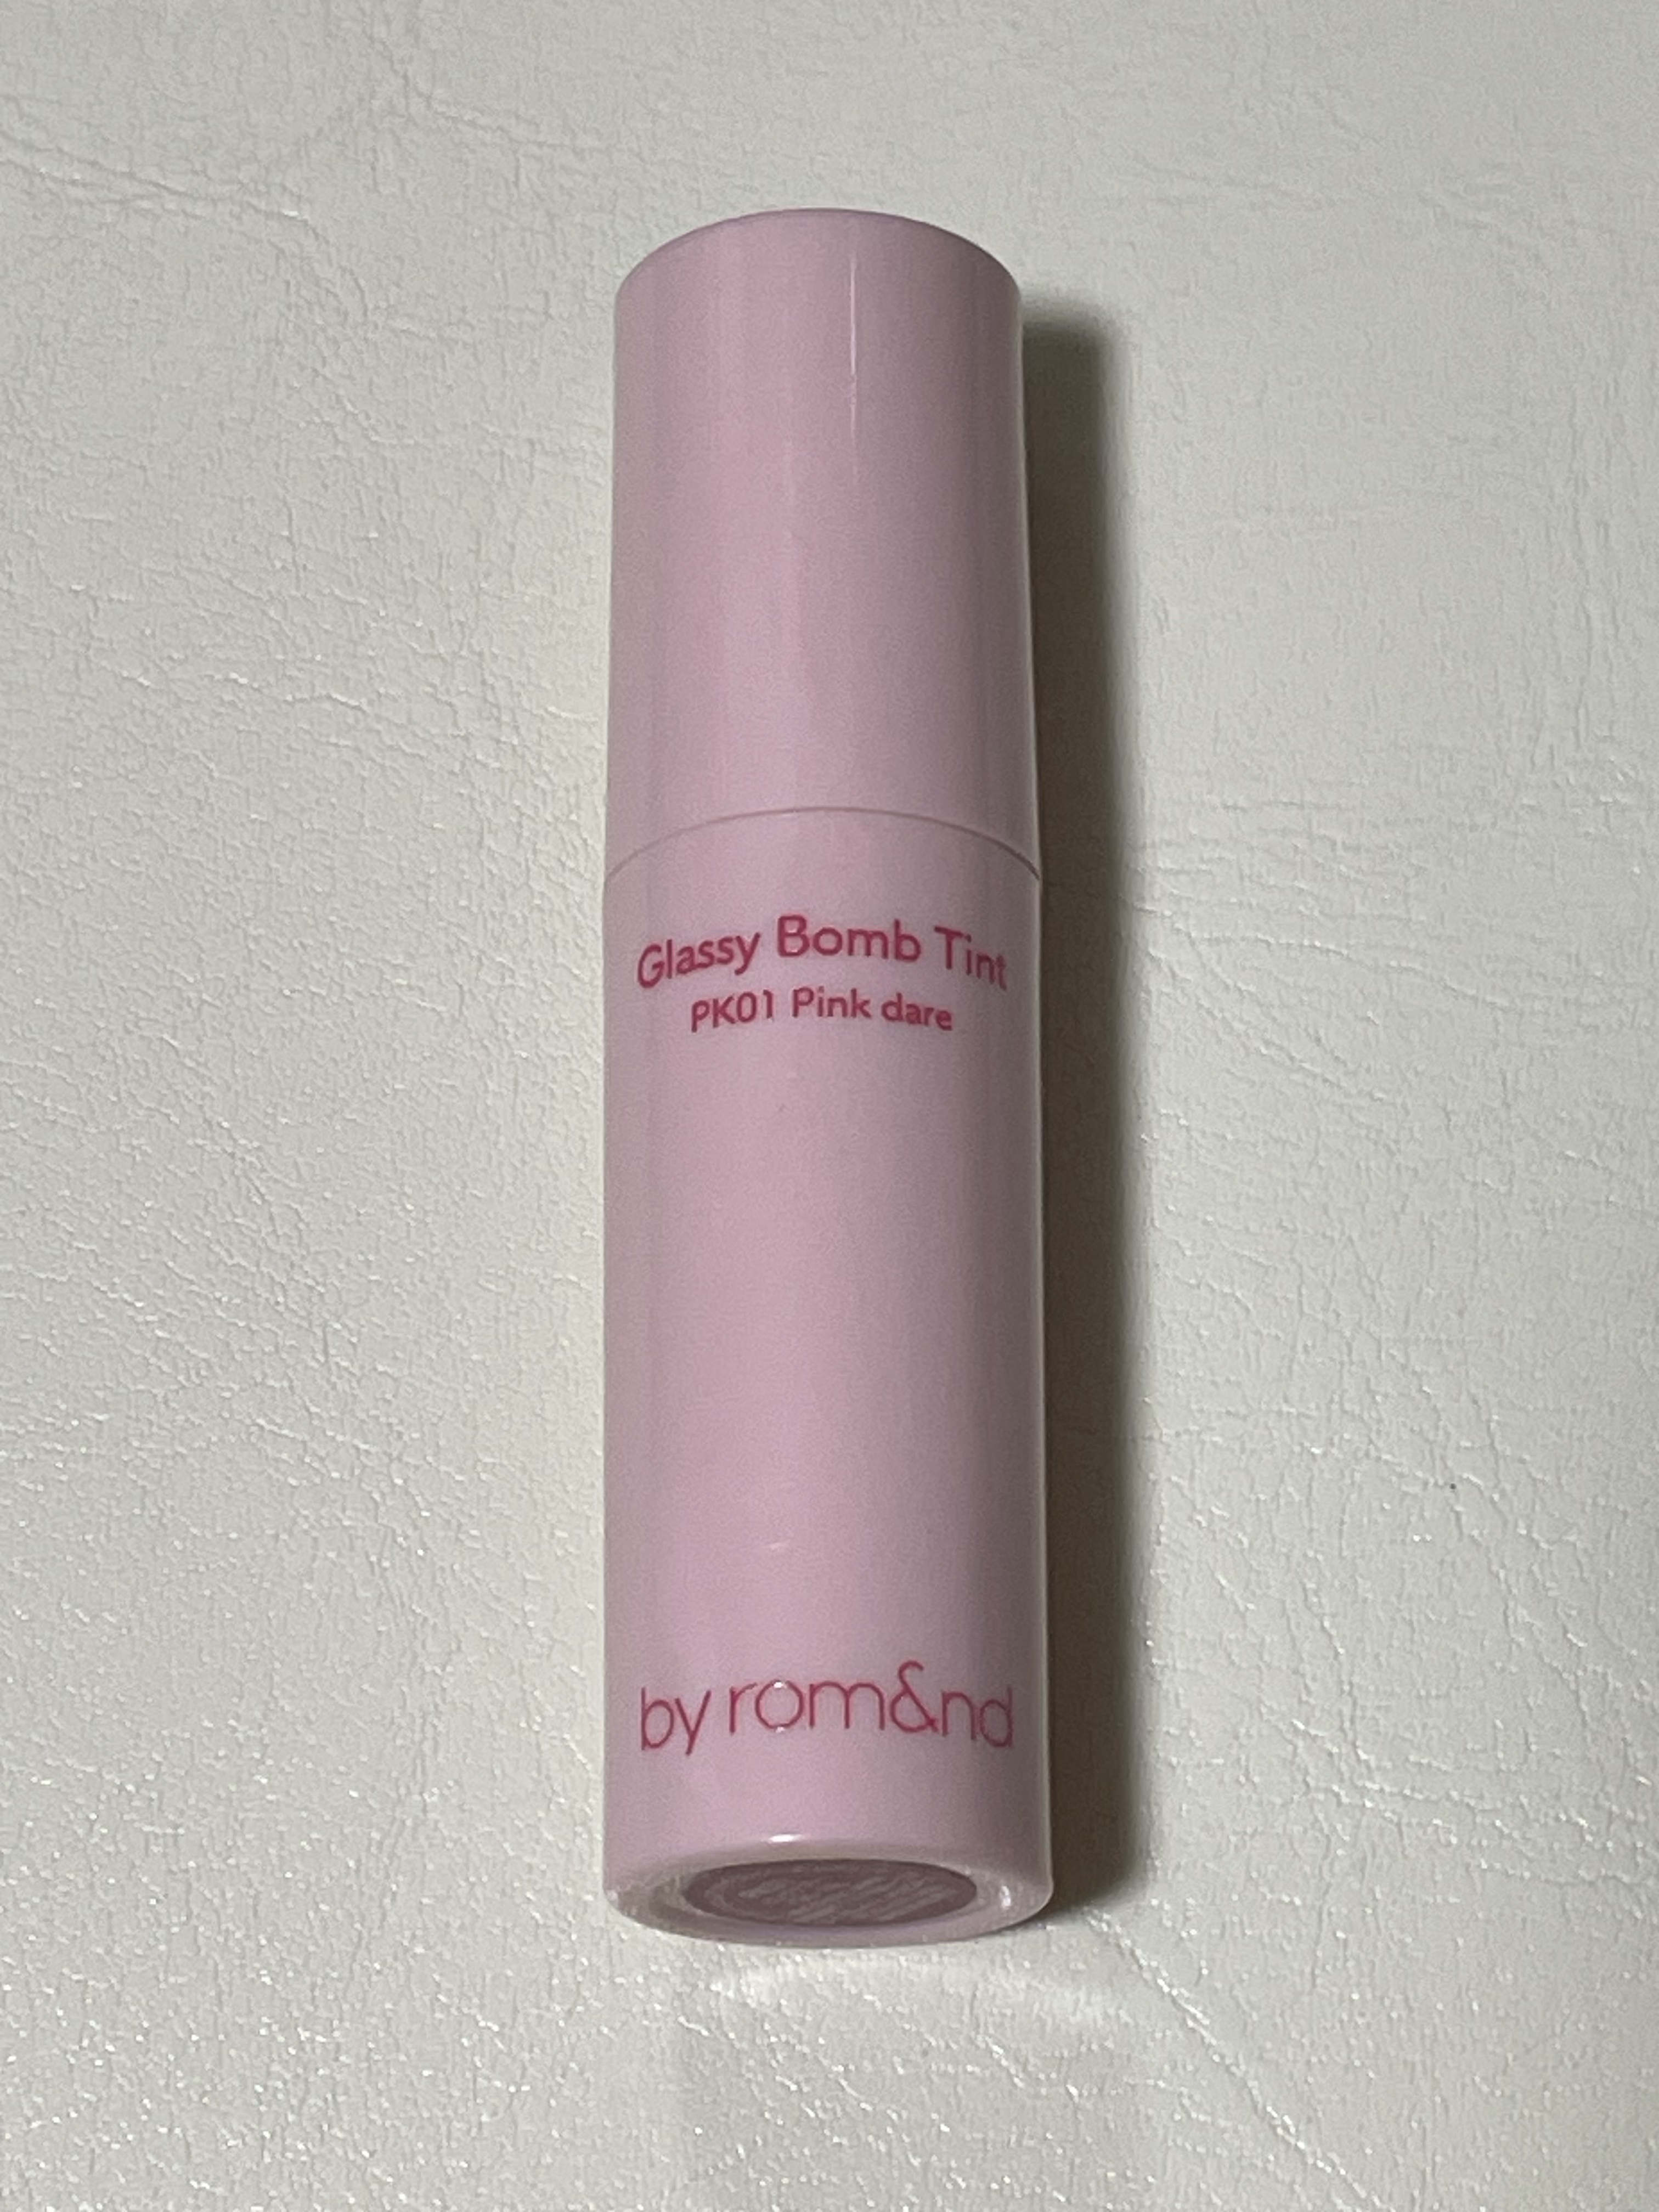 Glassy Bomb Tint
PK01 Pink dare
by rom&nd